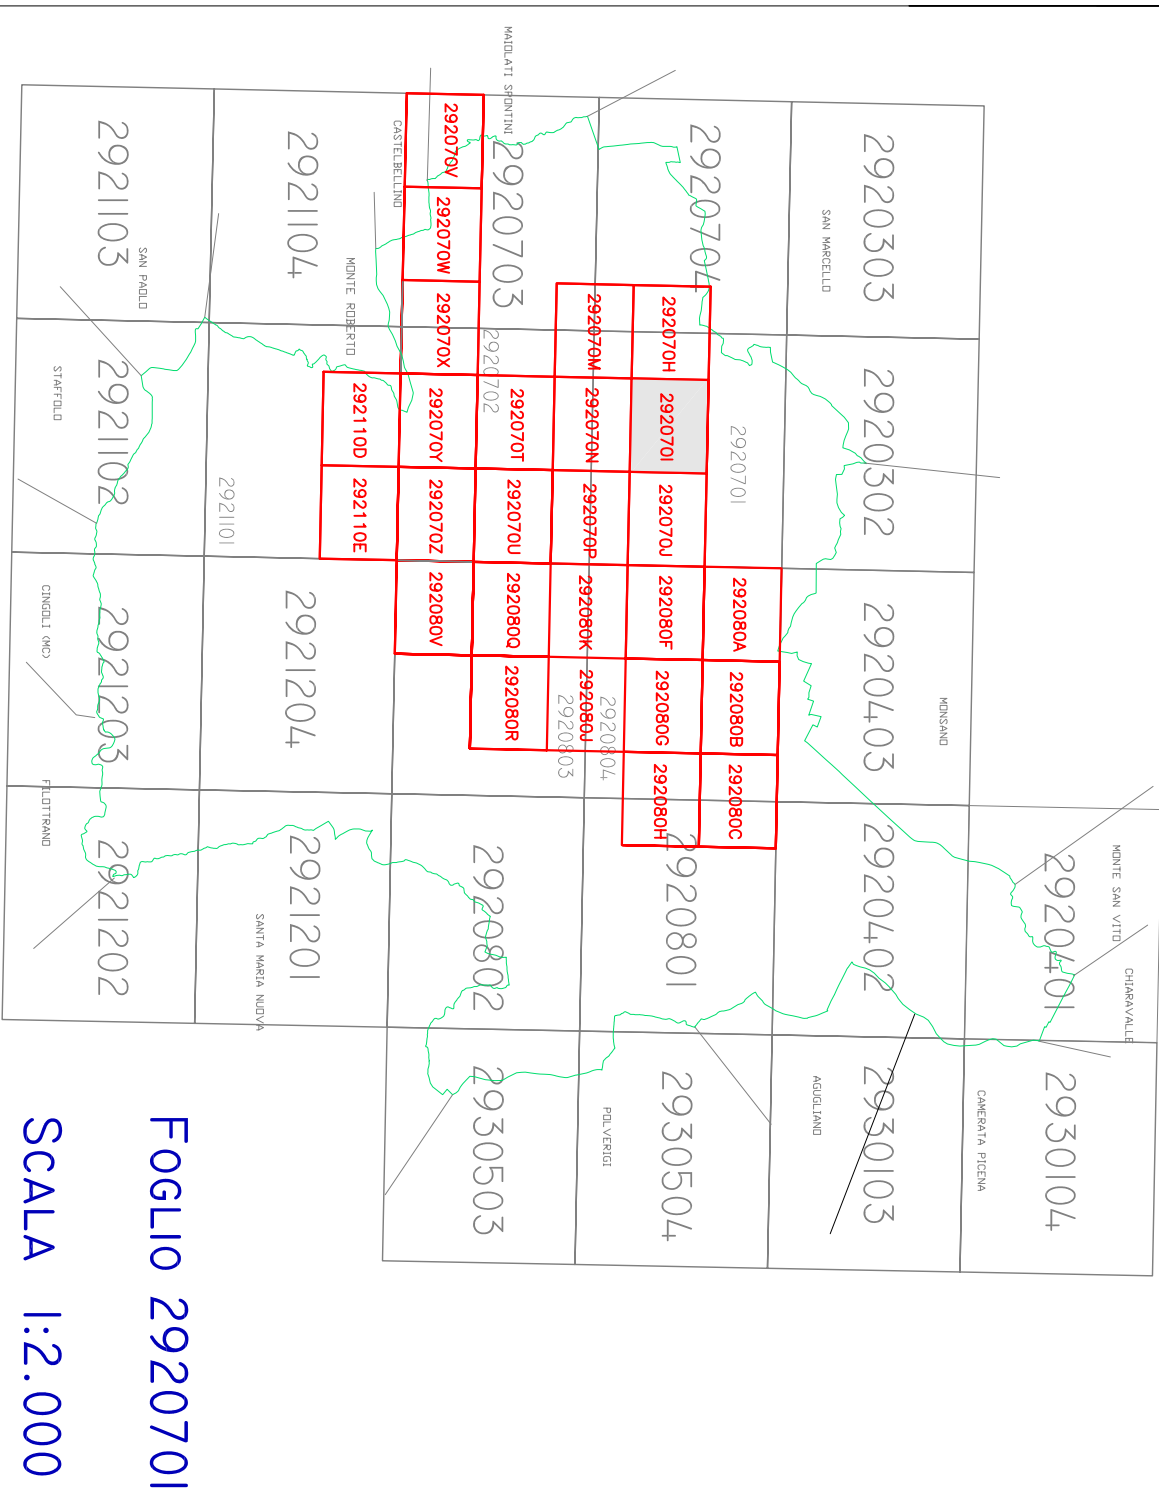 2930104
CAMERATA PICENA
2920401
CHIARAVALLE
MONTE SAN VITO
2920303
2920302
2920403
2920402
2930103
SAN MARCELLO
MONSANO
AGUGLIANO
2920704
2920701
2920804
2920801
2930504
POLVERIGI
MAIOLATI SPONTINI
2920703
2920702
2920803
2920802
2930503
CASTELBELLINO
2921104
MONTE ROBERTO
2921101
2921204
2921201
SANTA MARIA NUOVA
2921103
SAN PAOLO
2921102
STAFFOLO
2921203
CINGOLI (MC)
2921202
FILOTTRANO
292080A
292080B
292080C
292070H
292070I
292070J
292080F
292080G
292080H
292070M
292070N
292070P
292080K
292080J
292070T
292070U
292080Q
292080R
292070V
292070W
292070X
292070Y
292070Z
292080V
292110D
292110E
FOGLIO 292070I
SCALA 1:2.000